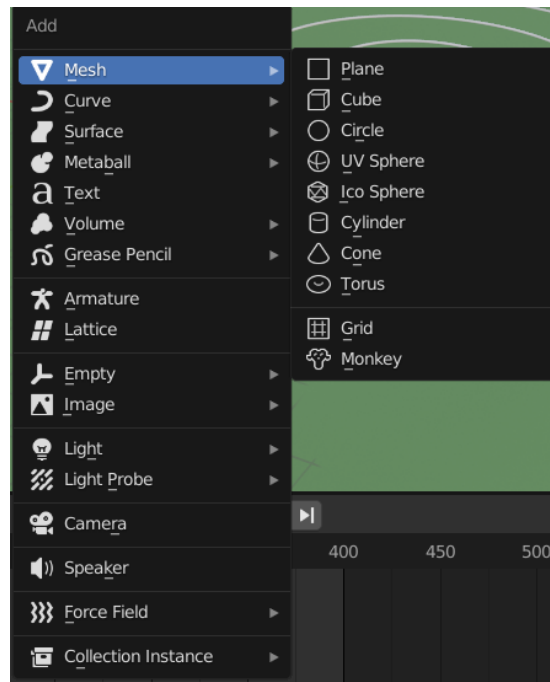 Add
Mesh
Curve
Surface
Metaball
Text
Volume
Grease Pencil
Armature
Lattice
Empty
Image
Light
Light Probe
Camera
Speaker
Force Field
Collection Instance
Plane
Cube
Circle
UV Sphere
Ico Sphere
Cylinder
Cone
Torus
Grid
Monkey
400 450 500